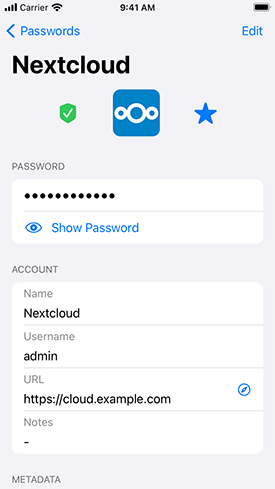 Carrier 9:41 AM
Passwords Edit
Nextcloud
PASSWORD
••••••••••••
Show Password
ACCOUNT
Name
Nextcloud
Username
admin
URL
https://cloud.example.com
Notes
-
METADATA